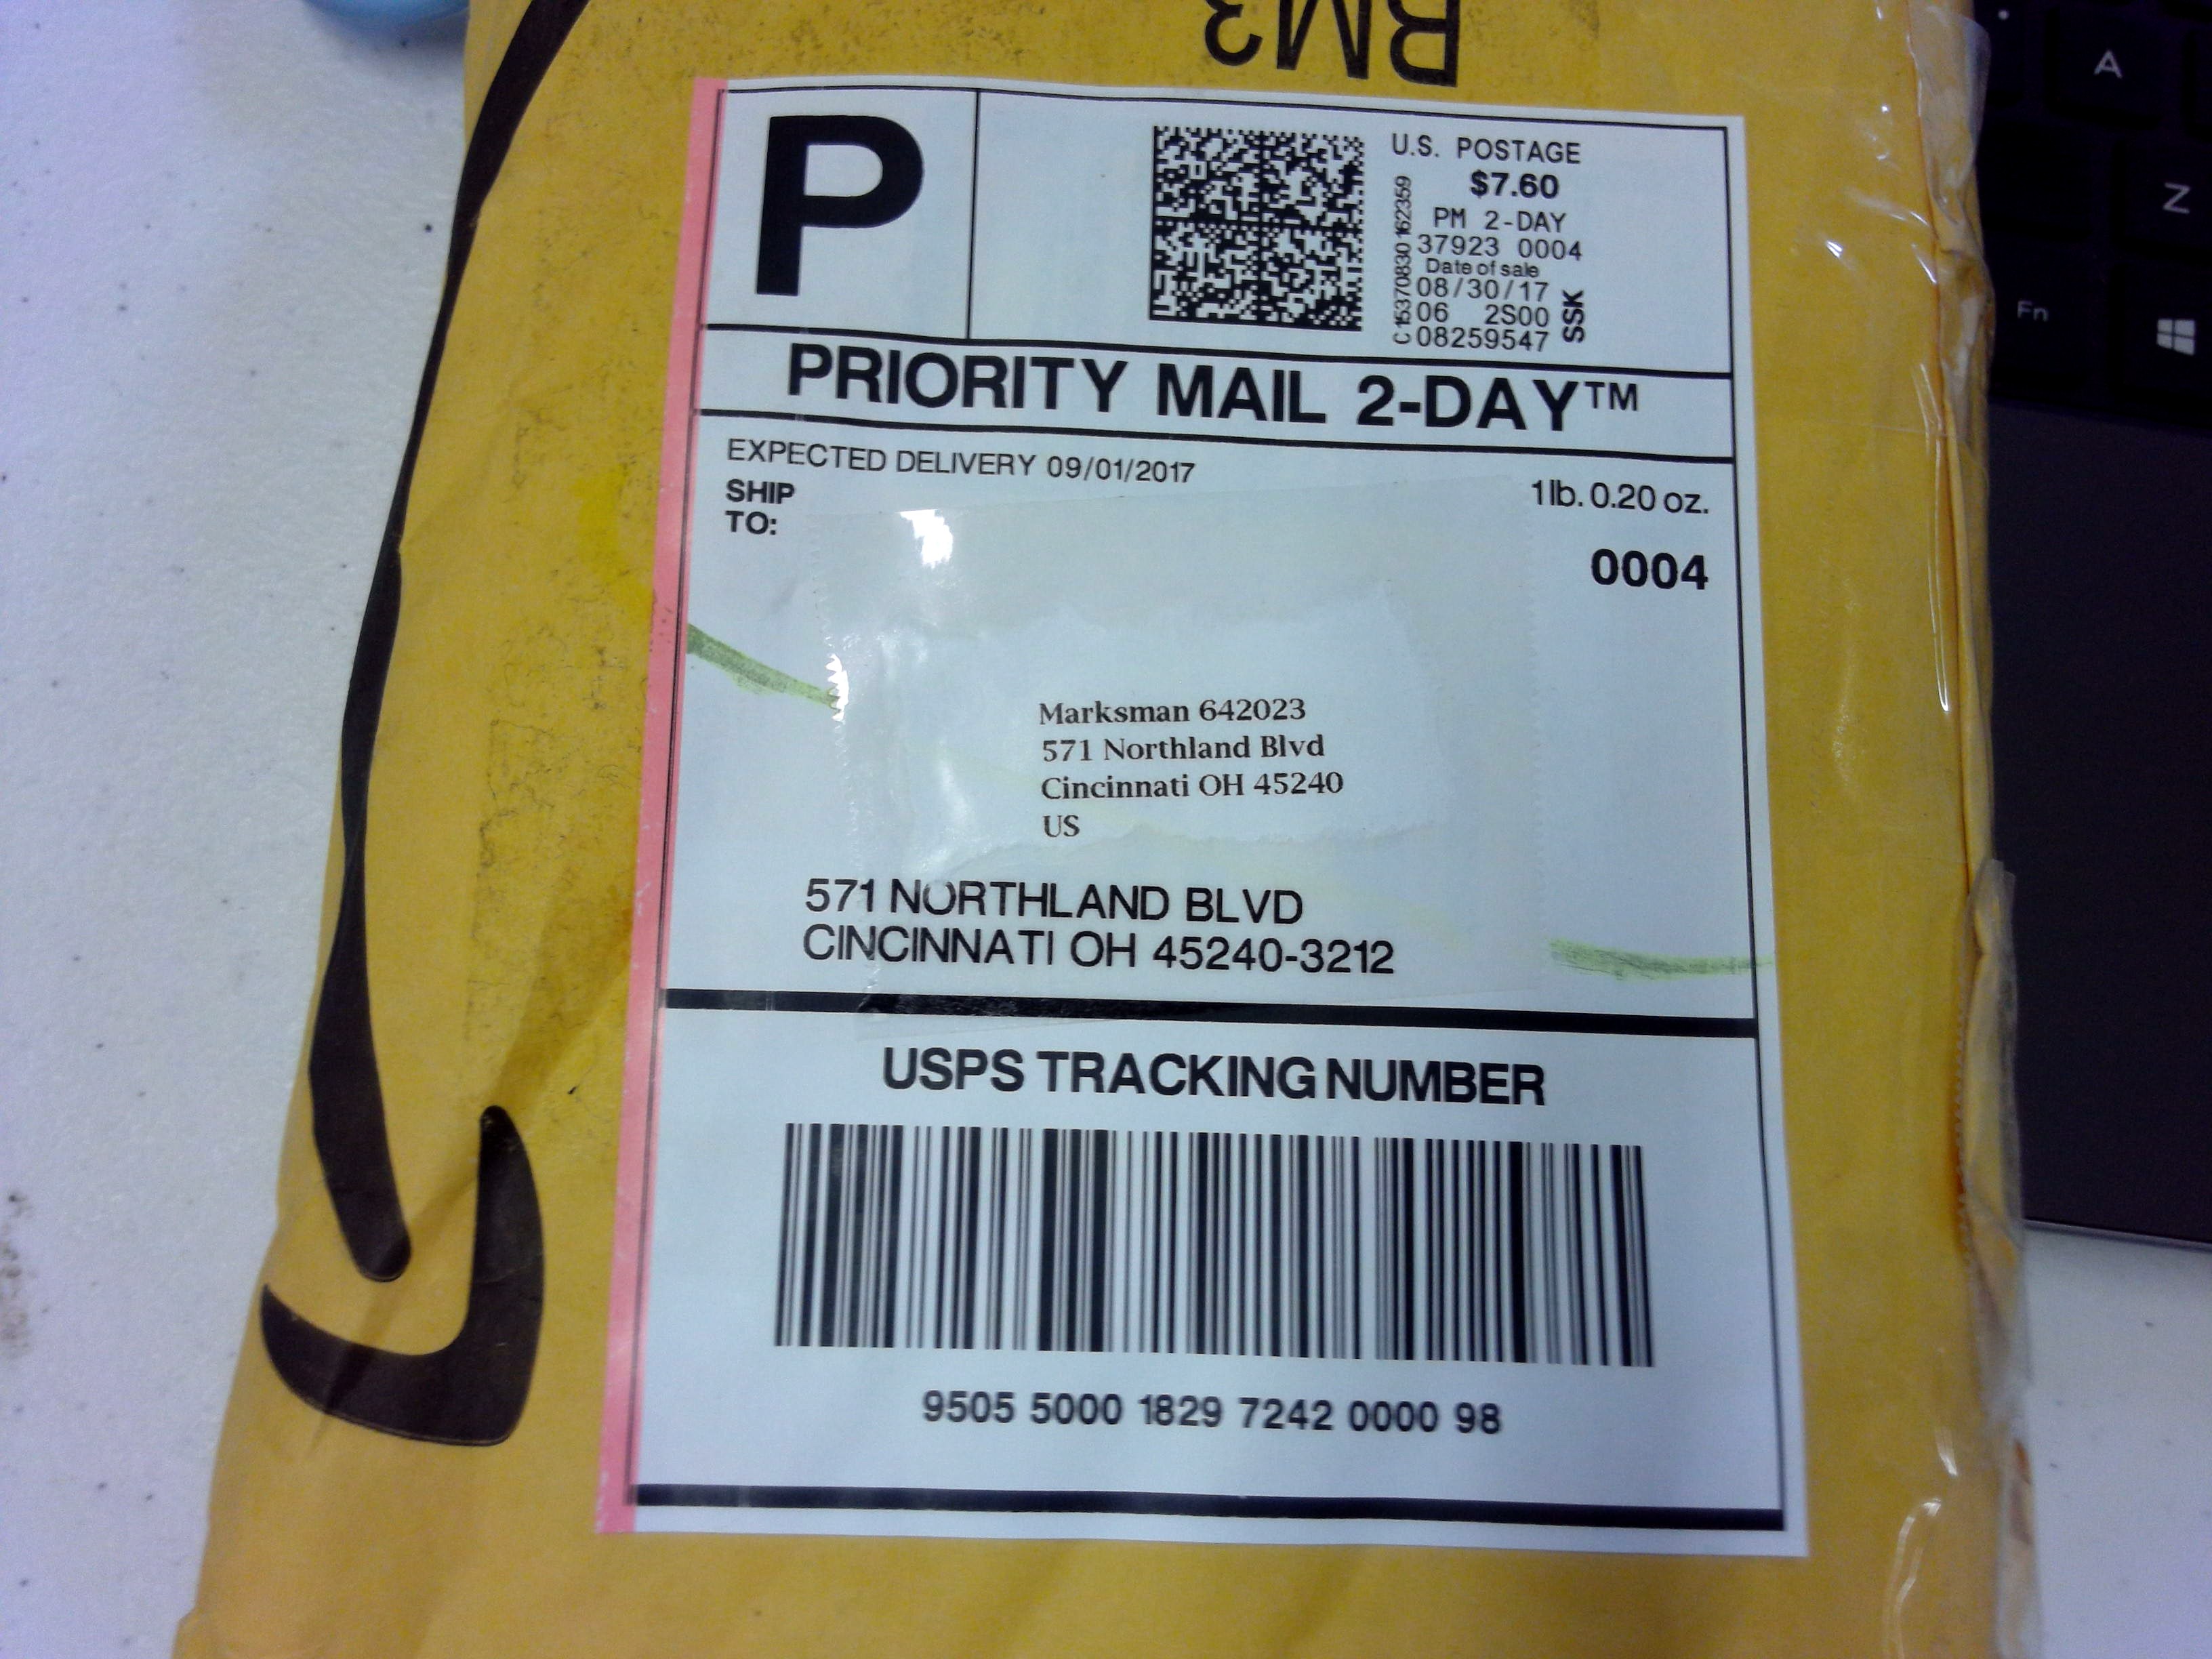 BM3
P
U.S. POSTAGE
$7.60
PM 2-DAY
37923 0004
Date of sale
08/30/17
06 2S00
08259547
SSK
PRIORITY MAIL 2-DAY™
EXPECTED DELIVERY 09/01/2017
SHIP
TO:
1lb. 0.20 oz.
0004
Marksman 642023
571 Northland Blvd
Cincinnati OH 45240
US
571 NORTHLAND BLVD
CINCINNATI OH 45240-3212
USPS TRACKING NUMBER
9505 5000 1829 7242 0000 98
A
Z
Fn